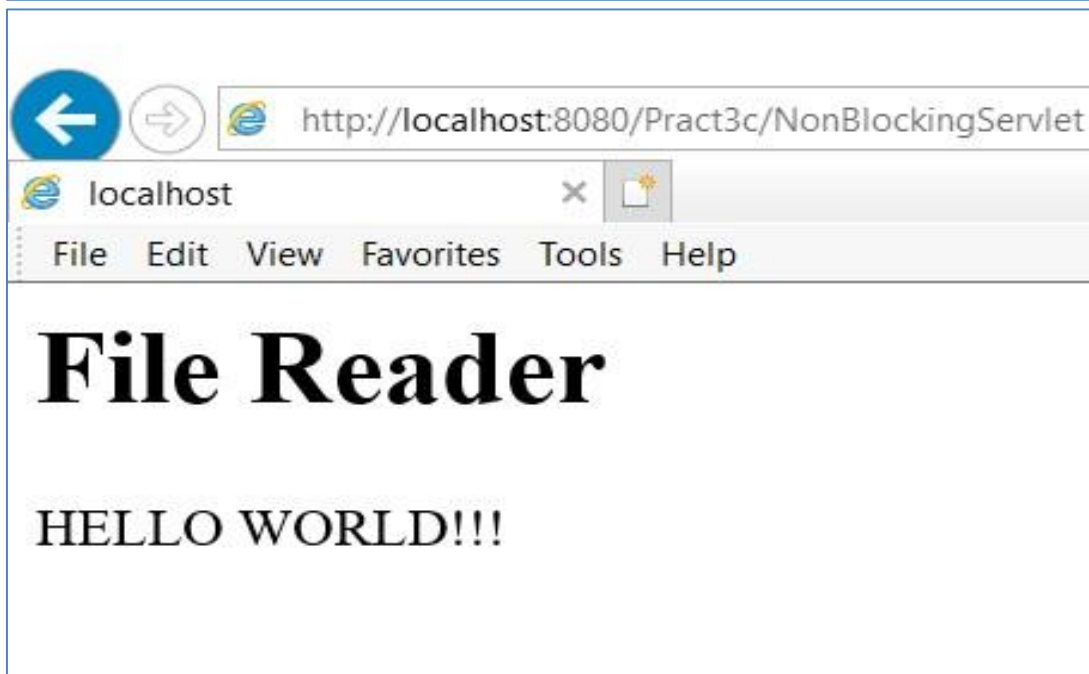 http://localhost:8080/Pract3c/NonBlockingServlet
localhost
File Edit View Favorites Tools Help
File Reader
HELLO WORLD!!!